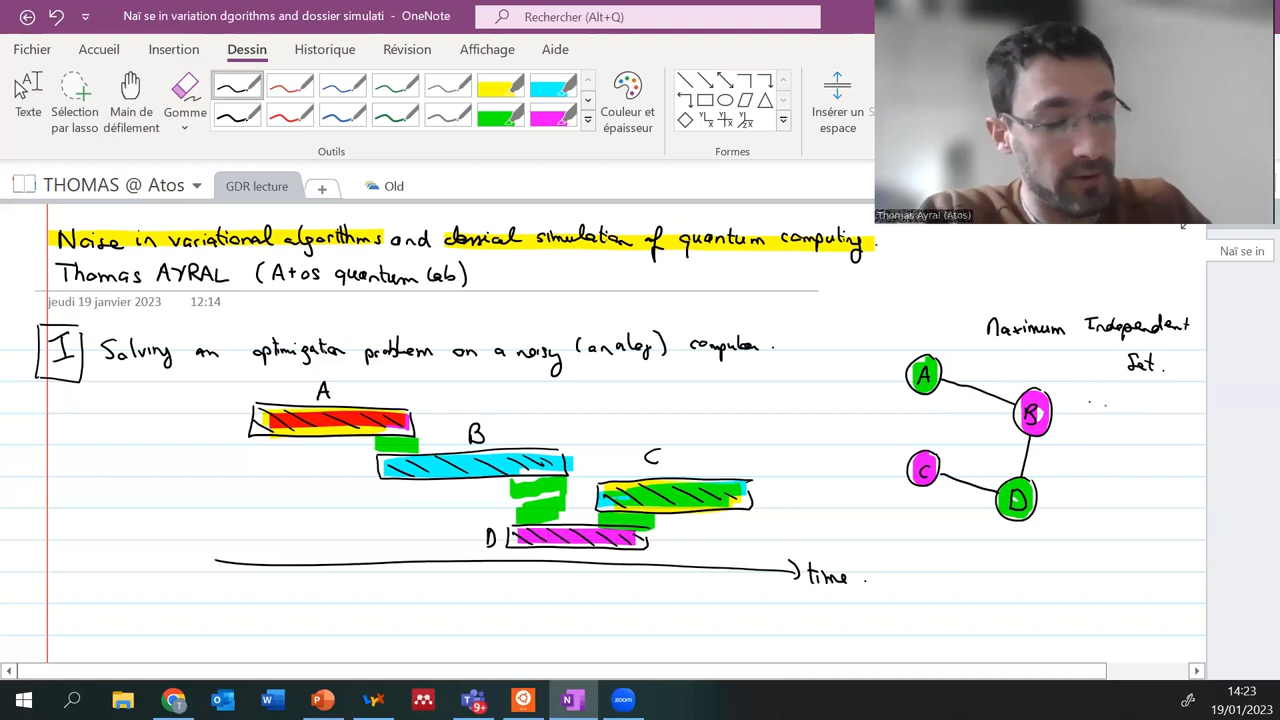 Naï se in variation dgorithms and dossier simulati - OneNote
Rechercher (Alt+Q)
Fichier Accueil Insertion Dessin Historique Révision Affichage Aide
Texte
Sélection par lasso
Main de défilement
Gomme
Couleur et épaisseur
Insérer un espace
Outils
Formes
Thomas Ayral (Atos)
THOMAS @ Atos
GDR lecture
Old
Naï se in
Noise in variational algorithms and classical simulation of quantum computing.
Thomas AYRAL (Atos quantum lab)
jeudi 19 janvier 2023 12:14
I Solving an optimization problem on a noisy (analog) computer.
Maximum Independent
Set.
A
B
C
D
time.
A
B
C
D
9+
14:23
19/01/2023